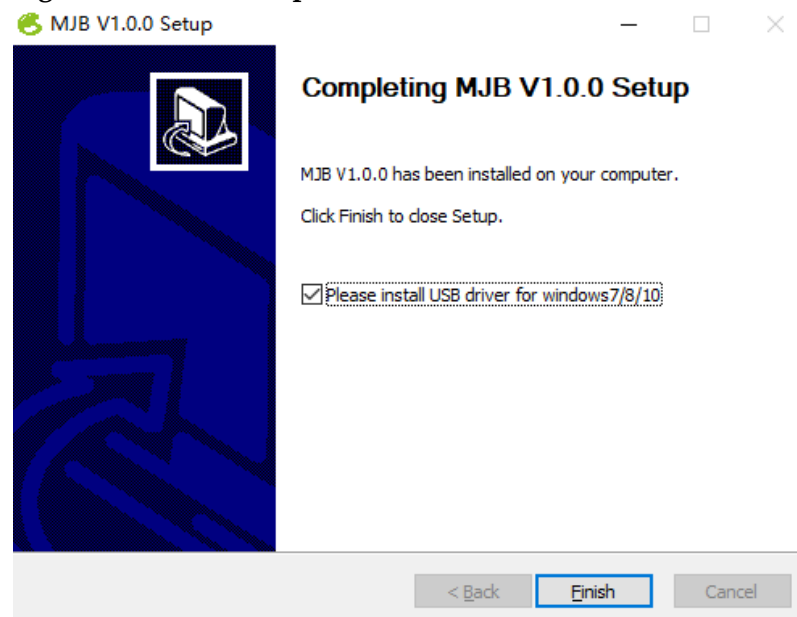 MJB V1.0.0 Setup
Completing MJB V1.0.0 Setup
MJB V1.0.0 has been installed on your computer.
Click Finish to close Setup.
Please install USB driver for windows7/8/10
< Back Finish Cancel